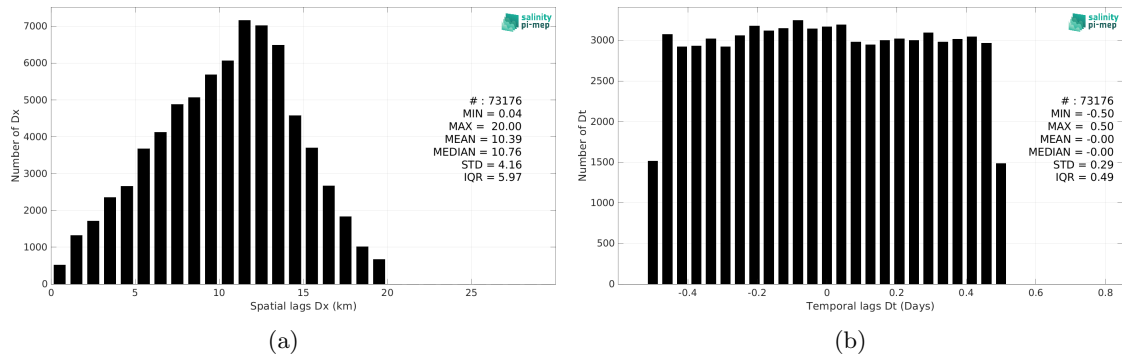 7000
6000
5000
4000
3000
2000
1000
0
Number of Dx
0 5 10 15 20 25
Spatial lags Dx (km)
salinity
pi-mep
# : 73176
MIN = 0.04
MAX = 20.00
MEAN = 10.39
MEDIAN = 10.76
STD = 4.16
IQR = 5.97
(a)
3000
2500
2000
1500
1000
500
0
Number of Dt
-0.4 -0.2 0 0.2 0.4 0.6 0.8
Temporal lags Dt (Days)
salinity
pi-mep
# : 73176
MIN = -0.50
MAX = 0.50
MEAN = -0.00
MEDIAN = -0.00
STD = 0.29
IQR = 0.49
(b)